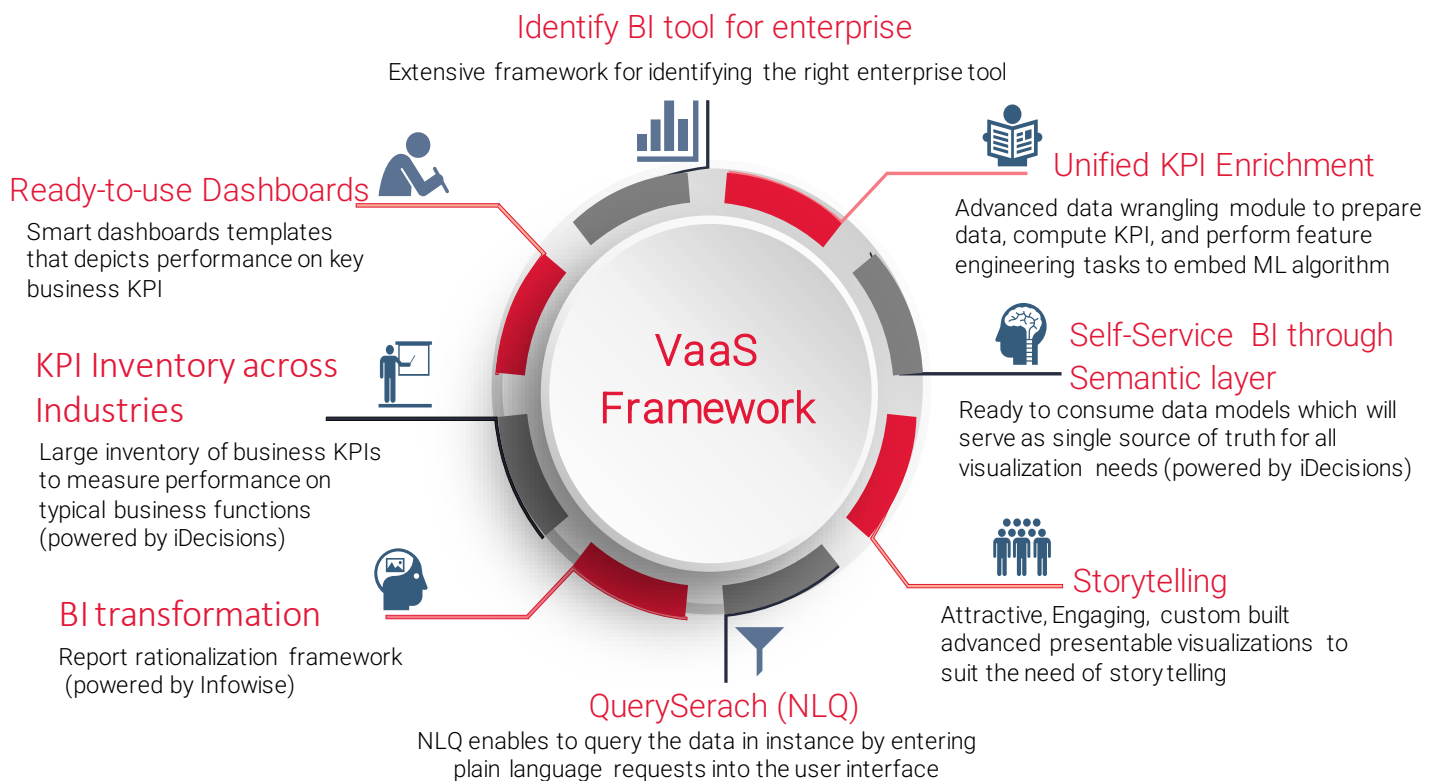 Identify BI tool for enterprise
Extensive framework for identifying the right enterprise tool
Unified KPI Enrichment
Advanced data wrangling module to prepare
data, compute KPI, and perform feature
engineering tasks to embed ML algorithm
Ready-to-use Dashboards
Smart dashboards templates
that depicts performance on key
business KPI
VaaS
Framework
Self-Service BI through
Semantic layer
Ready to consume data models which will
serve as single source of truth for all
visualization needs (powered by iDecisions)
KPI Inventory across
Industries
Large inventory of business KPIs
to measure performance on
typical business functions
(powered by iDecisions)
Storytelling
Attractive, Engaging, custom built
advanced presentable visualizations to
suit the need of story telling
BI transformation
Report rationalization framework
(powered by Infowise)
QuerySerach (NLQ)
NLQ enables to query the data in instance by entering
plain language requests into the user interface